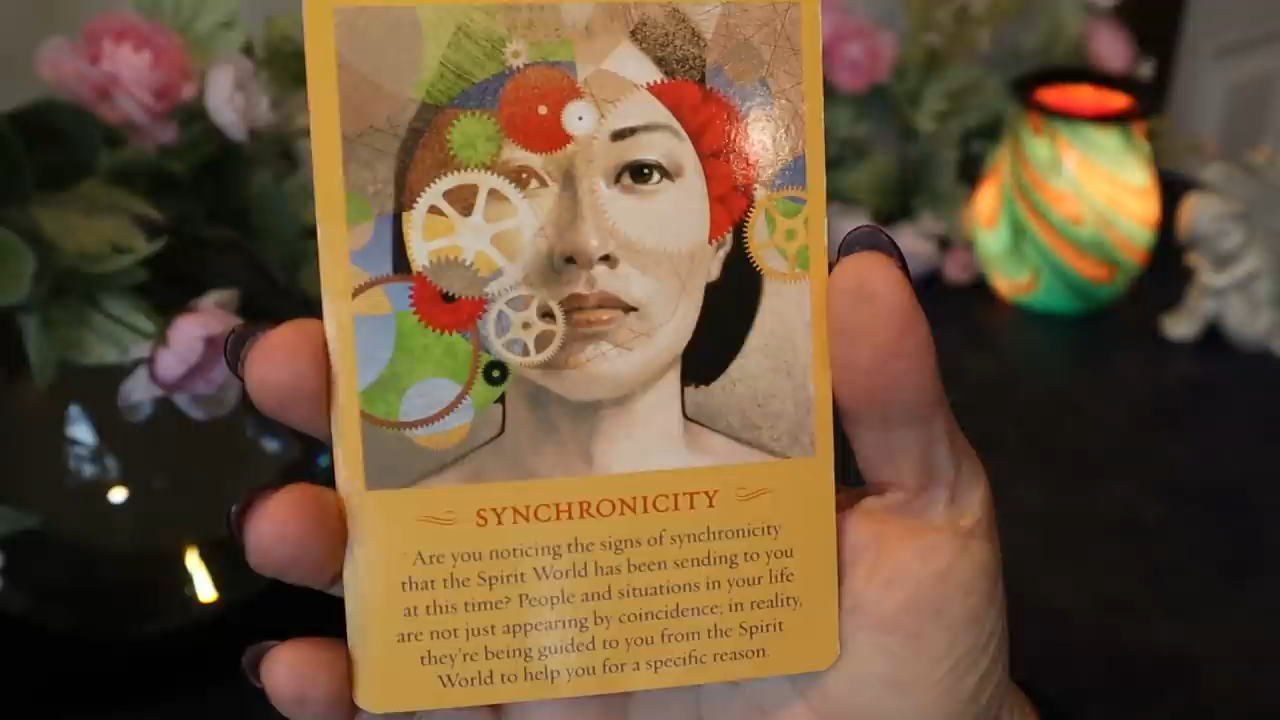 SYNCHRONICITY
Are you noticing the signs of synchronicity
that the Spirit World has been sending to you
at this time? People and situations in your life
are not just appearing by coincidence; in reality,
they're being guided to you from the Spirit
World to help you for a specific reason.